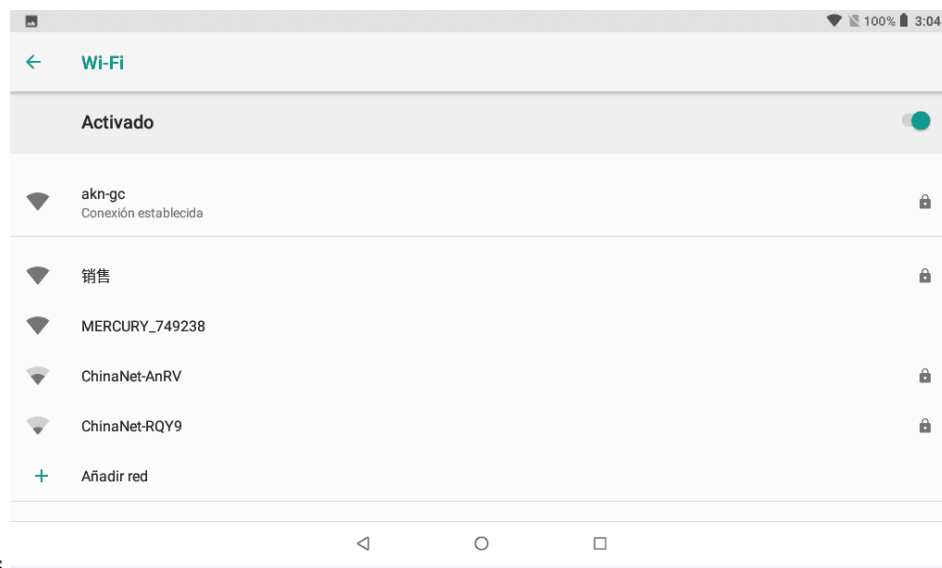 100% 3:04
Wi-Fi
Activado
akn-gc
Conexión establecida
销售
MERCURY_749238
ChinaNet-AnRV
ChinaNet-RQY9
Añadir red